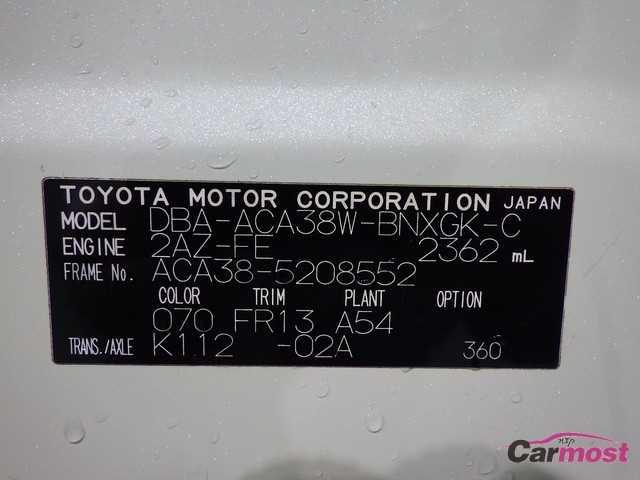 TOYOTA MOTOR CORPORATION JAPAN
MODEL DBA-ACA38W-BNXGK-C
ENGINE 2AZ-FE 2362 mL
FRAME No. ACA38-5208552
COLOR TRIM PLANT OPTION
070 FR13 A54
TRANS./AXLE K112 -02A 360
Carmost